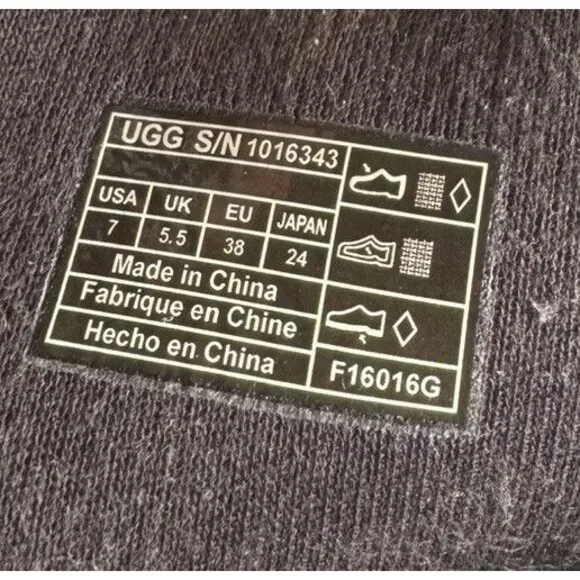 UGG S/N 1016343
USA UK EU JAPAN
7 5.5 38 24
Made in China
Fabrique en Chine
Hecho en China
F16016G